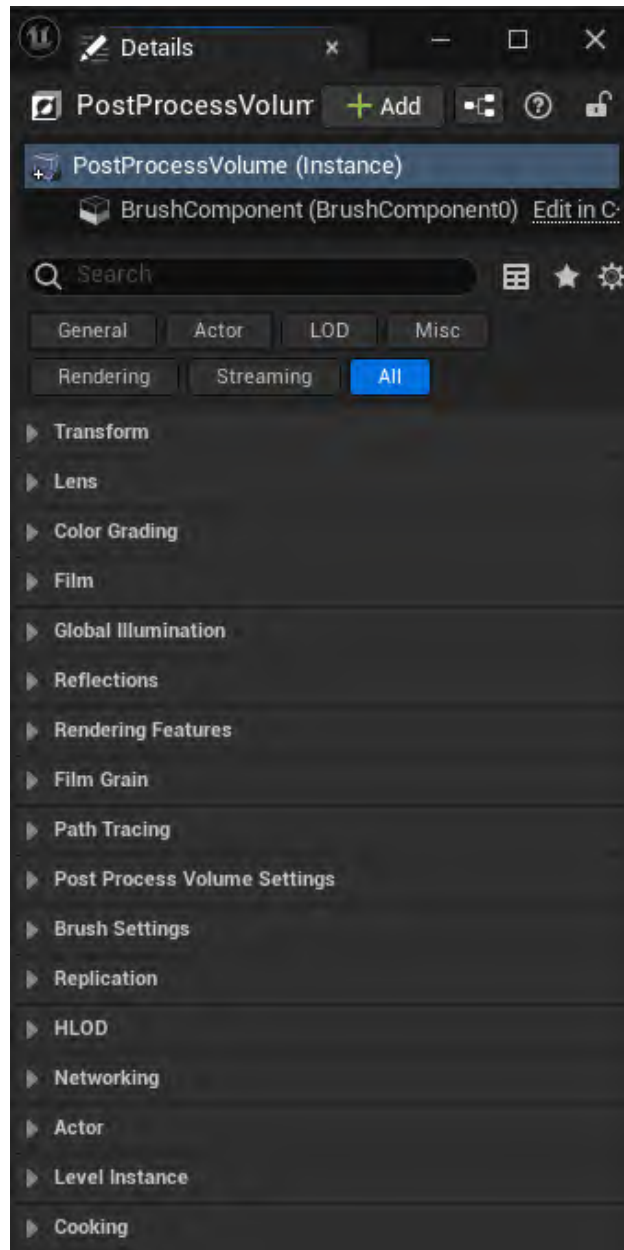 Details
PostProcessVolum Add
PostProcessVolume (Instance)
BrushComponent (BrushComponent0) Edit in C
Search
General Actor LOD Misc
Rendering Streaming All
Transform
Lens
Color Grading
Film
Global Illumination
Reflections
Rendering Features
Film Grain
Path Tracing
Post Process Volume Settings
Brush Settings
Replication
HLOD
Networking
Actor
Level Instance
Cooking